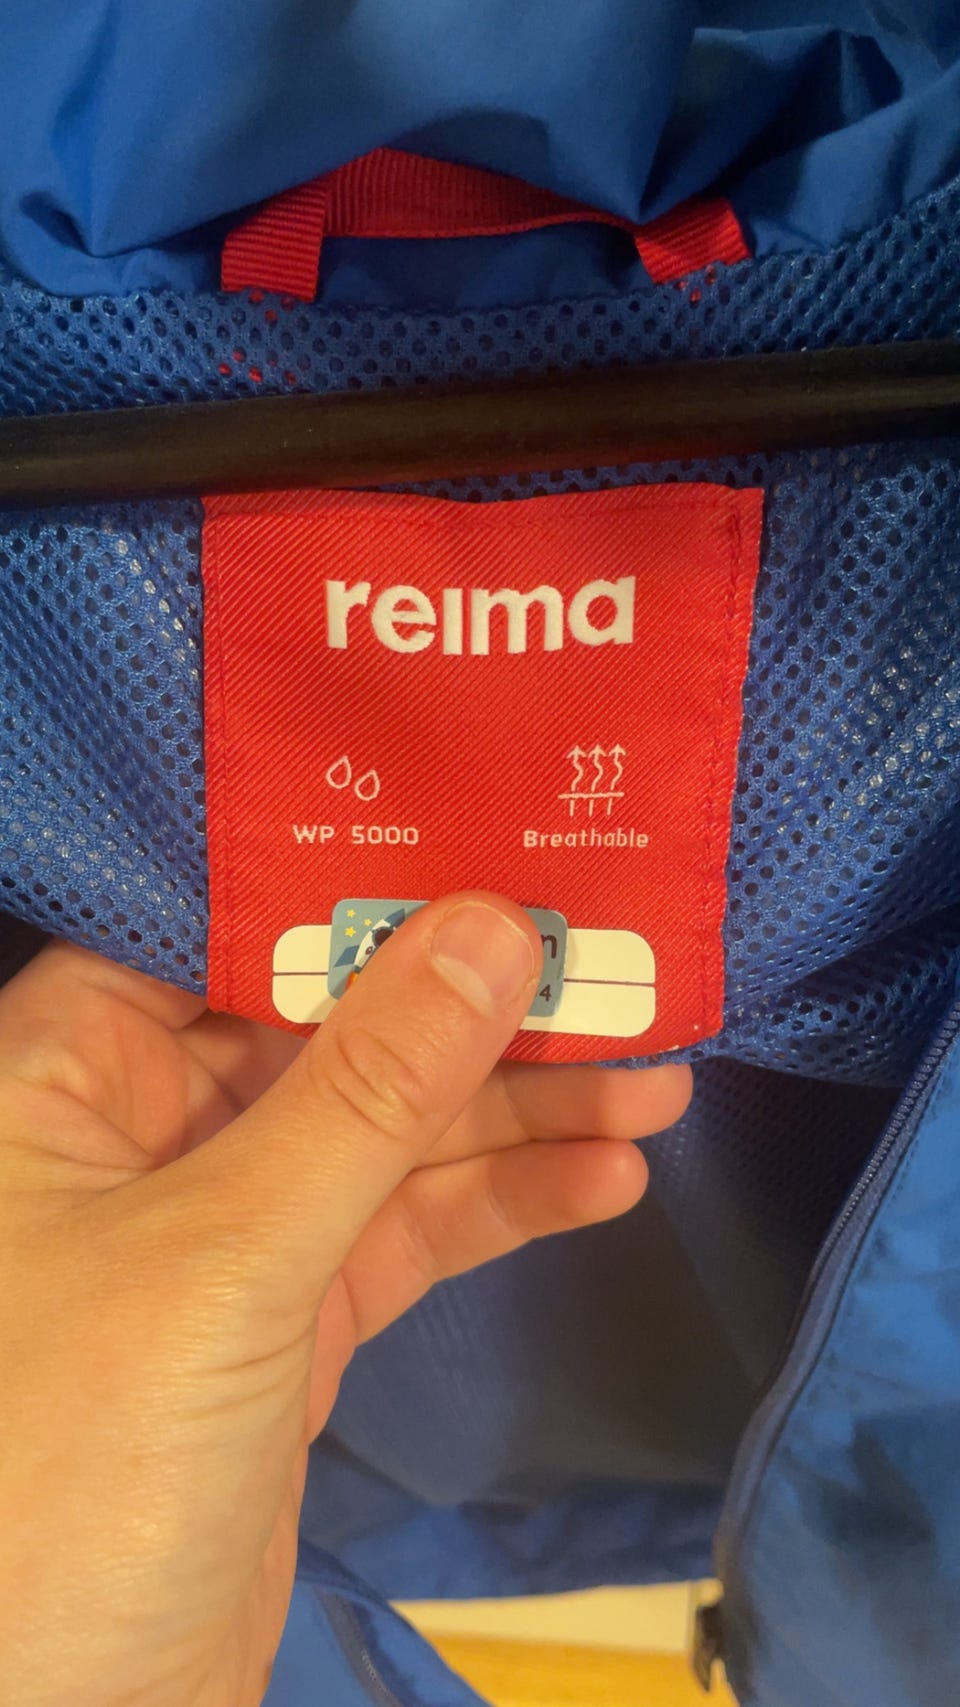 reima
WP 5000
Breathable